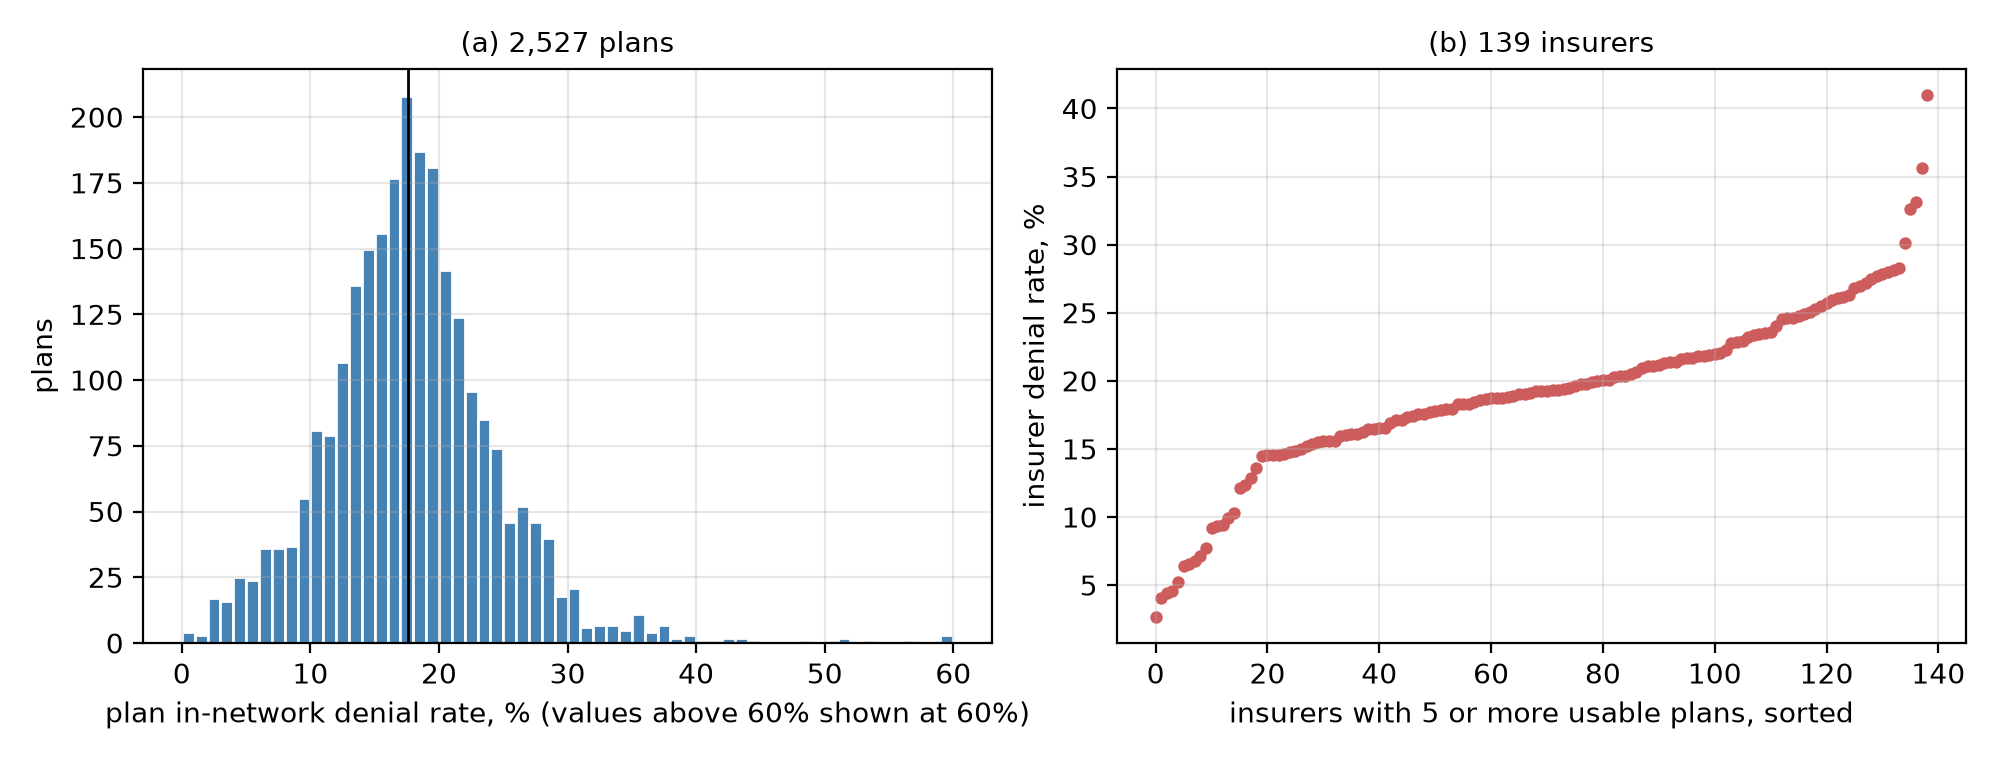 (a) 2,527 plans
plans
200
175
150
125
100
75
50
25
0
0 10 20 30 40 50 60
plan in-network denial rate, % (values above 60% shown at 60%)
(b) 139 insurers
insurer denial rate, %
40
35
30
25
20
15
10
5
0 20 40 60 80 100 120 140
insurers with 5 or more usable plans, sorted